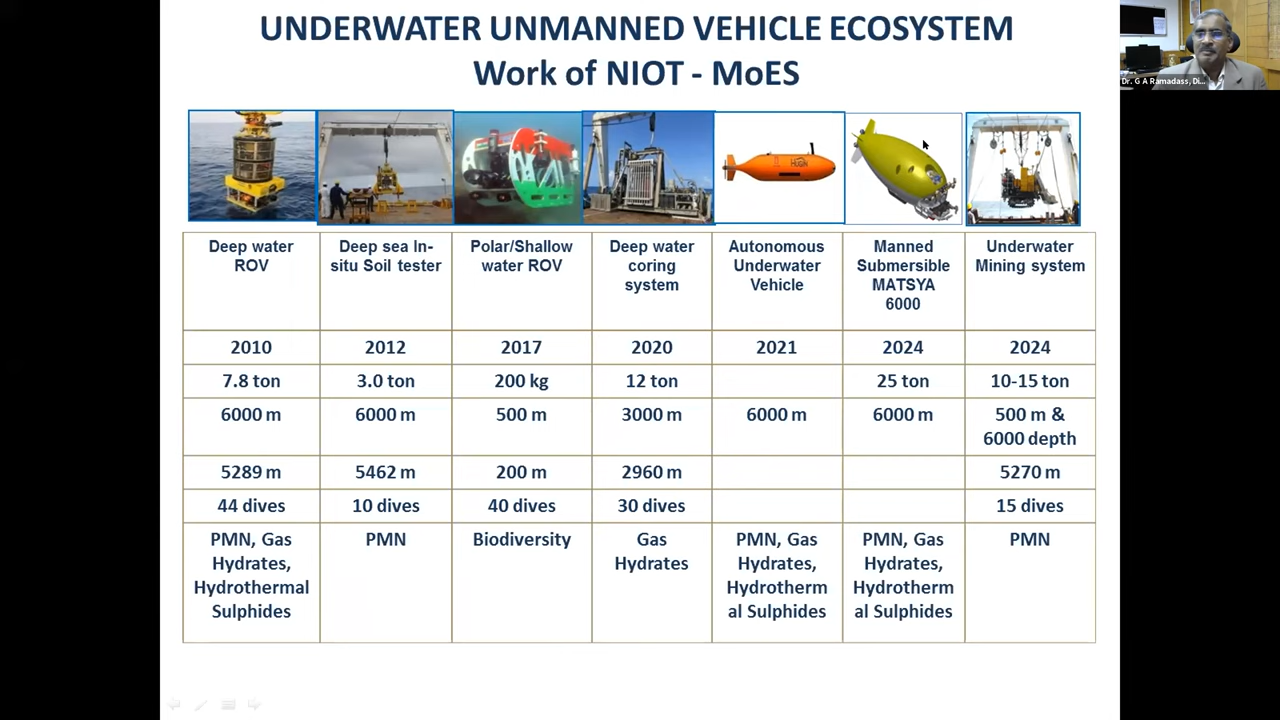 UNDERWATER UNMANNED VEHICLE ECOSYSTEM
Work of NIOT - MoES
Dr. G A Ramadass, Di...
HUGIN
Deep water
ROV
Deep sea In-
situ Soil tester
Polar/Shallow
water ROV
Deep water
coring
system
Autonomous
Underwater
Vehicle
Manned
Submersible
MATSYA
6000
Underwater
Mining system
2010
2012
2017
2020
2021
2024
2024
7.8 ton
3.0 ton
200 kg
12 ton
25 ton
10-15 ton
6000 m
6000 m
500 m
3000 m
6000 m
6000 m
500 m &
6000 depth
5289 m
5462 m
200 m
2960 m
5270 m
44 dives
10 dives
40 dives
30 dives
15 dives
PMN, Gas
Hydrates,
Hydrothermal
Sulphides
PMN
Biodiversity
Gas
Hydrates
PMN, Gas
Hydrates,
Hydrotherm
al Sulphides
PMN, Gas
Hydrates,
Hydrotherm
al Sulphides
PMN